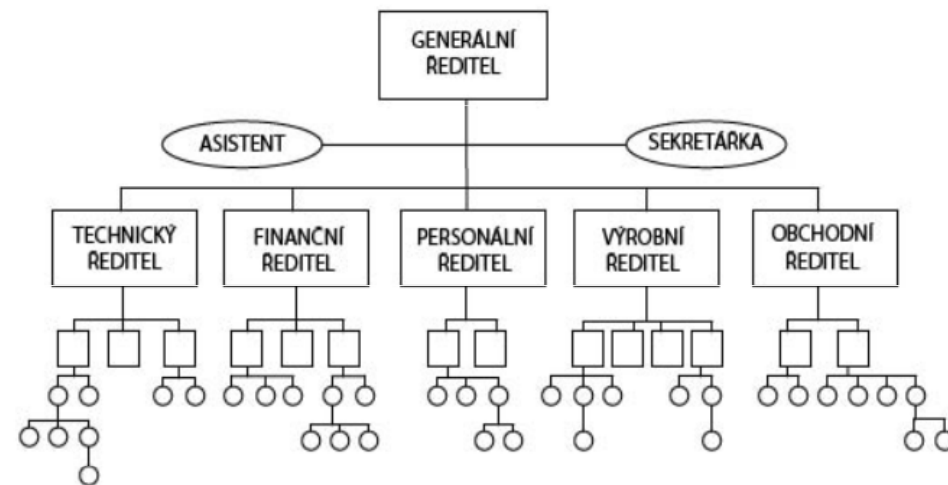 GENERÁLNÍ
ŘEDITEL
ASISTENT
SEKRETÁŘKA
TECHNICKÝ
ŘEDITEL
FINANČNÍ
ŘEDITEL
PERSONÁLNÍ
ŘEDITEL
VÝROBNÍ
ŘEDITEL
OBCHODNÍ
ŘEDITEL